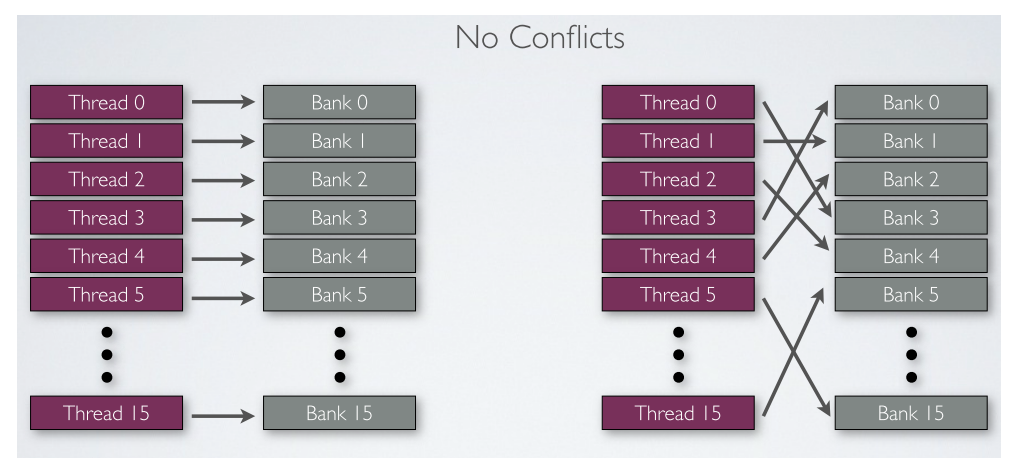 No Conflicts
Thread 0
Bank 0
Thread 1
Bank 1
Thread 2
Bank 2
Thread 3
Bank 3
Thread 4
Bank 4
Thread 5
Bank 5
Thread 15
Bank 15
Thread 0
Bank 0
Thread 1
Bank 1
Thread 2
Bank 2
Thread 3
Bank 3
Thread 4
Bank 4
Thread 5
Bank 5
Thread 15
Bank 15